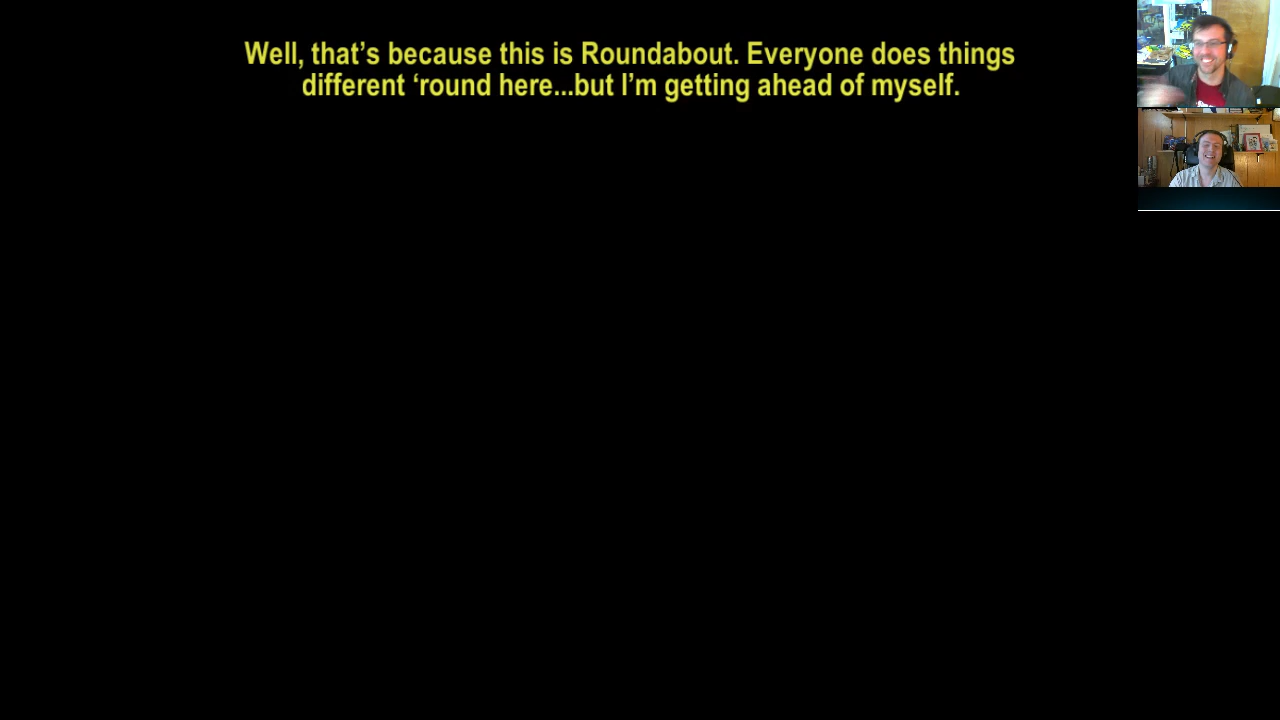 Well, that’s because this is Roundabout. Everyone does things
different ‘round here...but I’m getting ahead of myself.